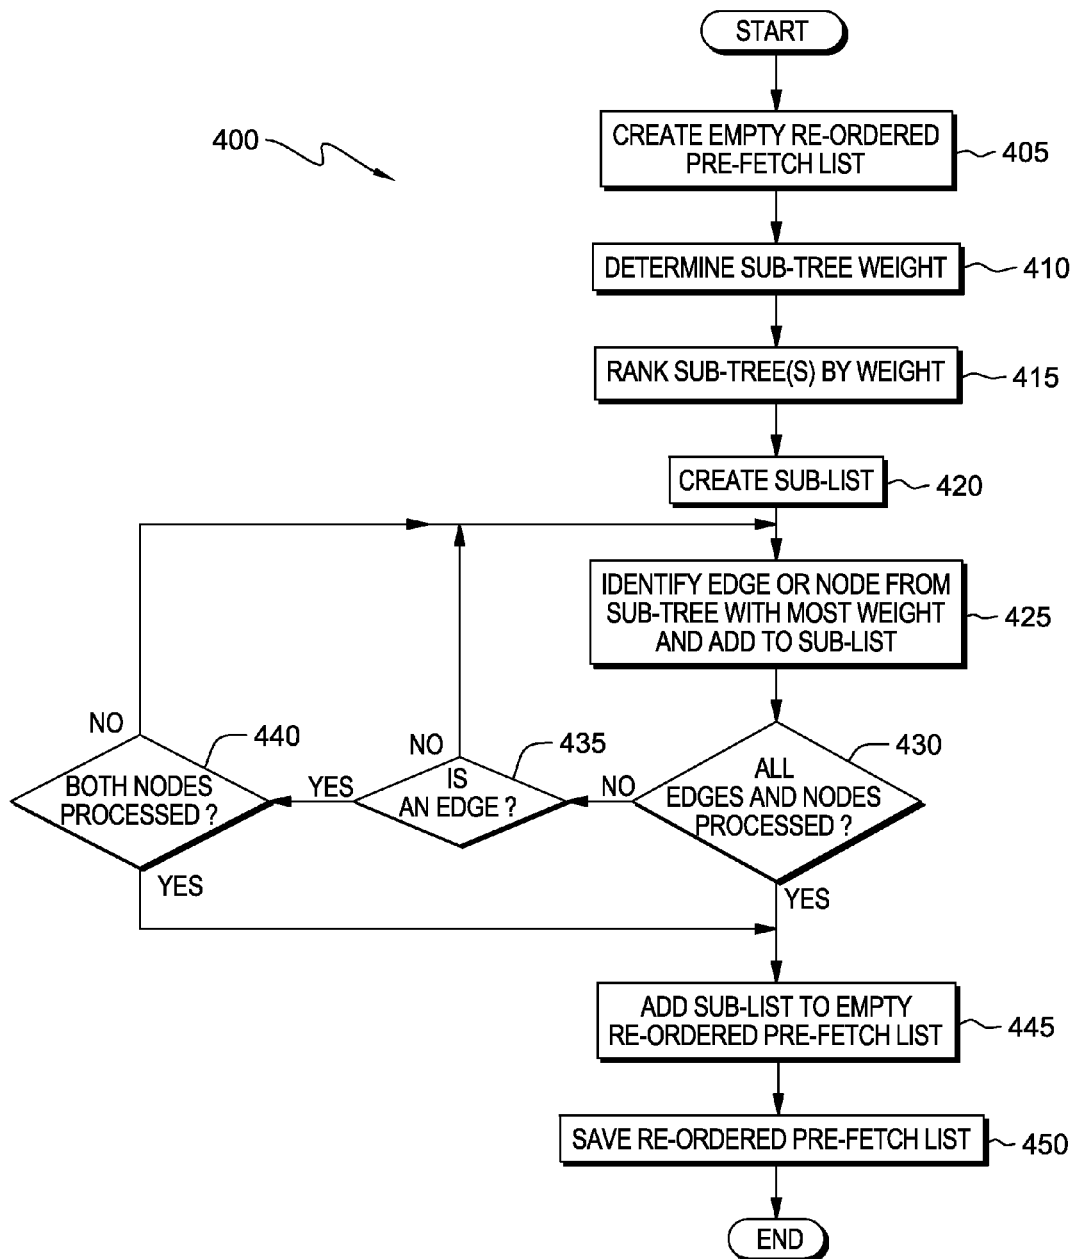 START
400
CREATE EMPTY RE-ORDERED
PRE-FETCH LIST
405
DETERMINE SUB-TREE WEIGHT
410
RANK SUB-TREE(S) BY WEIGHT
415
CREATE SUB-LIST
420
IDENTIFY EDGE OR NODE FROM
SUB-TREE WITH MOST WEIGHT
AND ADD TO SUB-LIST
425
NO
440
BOTH NODES
PROCESSED ?
YES
YES
NO
435
IS
AN EDGE ?
NO
430
ALL
EDGES AND NODES
PROCESSED ?
YES
ADD SUB-LIST TO EMPTY
RE-ORDERED PRE-FETCH LIST
445
SAVE RE-ORDERED PRE-FETCH LIST
450
END